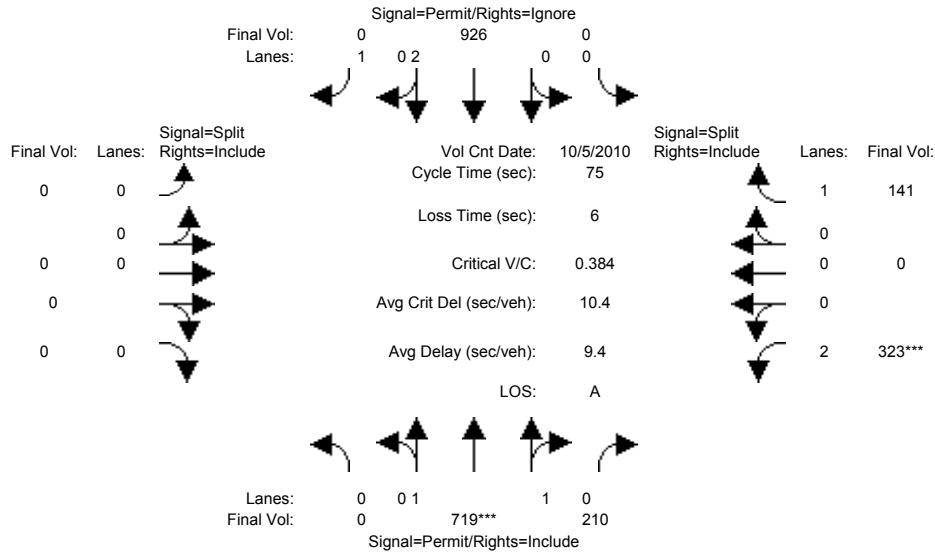 Signal=Permit/Rights=Ignore
Final Vol: 0 926 0
Lanes: 1 0 2 0 0
Signal=Split Signal=Split
Final Vol: Lanes: Rights=Include Vol Cnt Date: 10/5/2010 Rights=Include Lanes: Final Vol:
Cycle Time (sec): 75
0 0 1 141
Loss Time (sec): 6
0 0
0 0 Critical V/C: 0.384 0 0
0 Avg Crit Del (sec/veh): 10.4 0
0 0 Avg Delay (sec/veh): 9.4 2 323***
LOS: A
Lanes: 0 0 1 1 0
Final Vol: 0 719*** 210
Signal=Permit/Rights=Include